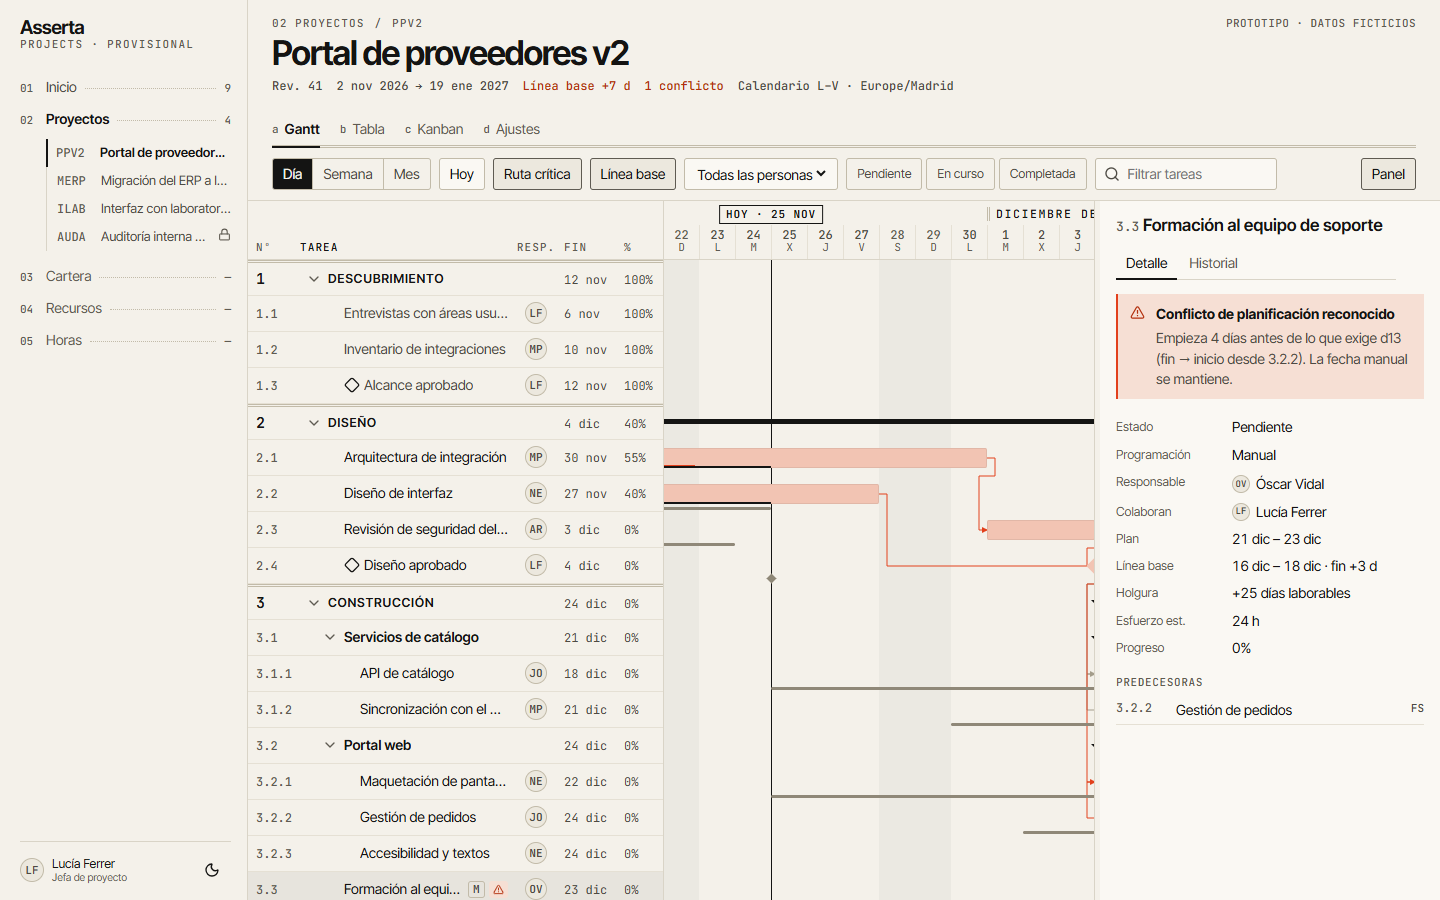 Asserta
PROJECTS · PROVISIONAL
01 Inicio 9
02 Proyectos 4
PPV2 Portal de proveedor...
MERP Migración del ERP a l...
ILAB Interfaz con laborator...
AUDA Auditoría interna ...
03 Cartera –
04 Recursos –
05 Horas –
LF Lucía Ferrer
Jefa de proyecto
02 PROYECTOS / PPV2
PROTOTIPO · DATOS FICTICIOS
Portal de proveedores v2
Rev. 41 2 nov 2026 → 19 ene 2027 Línea base +7 d 1 conflicto Calendario L–V · Europe/Madrid
a Gantt b Tabla c Kanban d Ajustes
Día Semana Mes Hoy Ruta crítica Línea base Todas las personas Pendiente En curso Completada Filtrar tareas Panel
HOY · 25 NOV
DICIEMBRE DE
N° TAREA RESP. FIN %
22 23 24 25 26 27 28 29 30 1 2 3
D L M X J V S D L M X J
1 DESCUBRIMIENTO 12 nov 100%
1.1 Entrevistas con áreas usu... LF 6 nov 100%
1.2 Inventario de integraciones MP 10 nov 100%
1.3 Alcance aprobado LF 12 nov 100%
2 DISEÑO 4 dic 40%
2.1 Arquitectura de integración MP 30 nov 55%
2.2 Diseño de interfaz NE 27 nov 40%
2.3 Revisión de seguridad del... AR 3 dic 0%
2.4 Diseño aprobado LF 4 dic 0%
3 CONSTRUCCIÓN 24 dic 0%
3.1 Servicios de catálogo 21 dic 0%
3.1.1 API de catálogo JO 18 dic 0%
3.1.2 Sincronización con el ... MP 21 dic 0%
3.2 Portal web 24 dic 0%
3.2.1 Maquetación de panta... NE 22 dic 0%
3.2.2 Gestión de pedidos JO 24 dic 0%
3.2.3 Accesibilidad y textos NE 24 dic 0%
3.3 Formación al equi... M OV 23 dic 0%
3.3 Formación al equipo de soporte
Detalle Historial
Conflicto de planificación reconocido
Empieza 4 días antes de lo que exige d13
(fin → inicio desde 3.2.2). La fecha manual
se mantiene.
Estado Pendiente
Programación Manual
Responsable OV Óscar Vidal
Colaboran LF Lucía Ferrer
Plan 21 dic – 23 dic
Línea base 16 dic – 18 dic · fin +3 d
Holgura +25 días laborables
Esfuerzo est. 24 h
Progreso 0%
PREDECESORAS
3.2.2 Gestión de pedidos FS